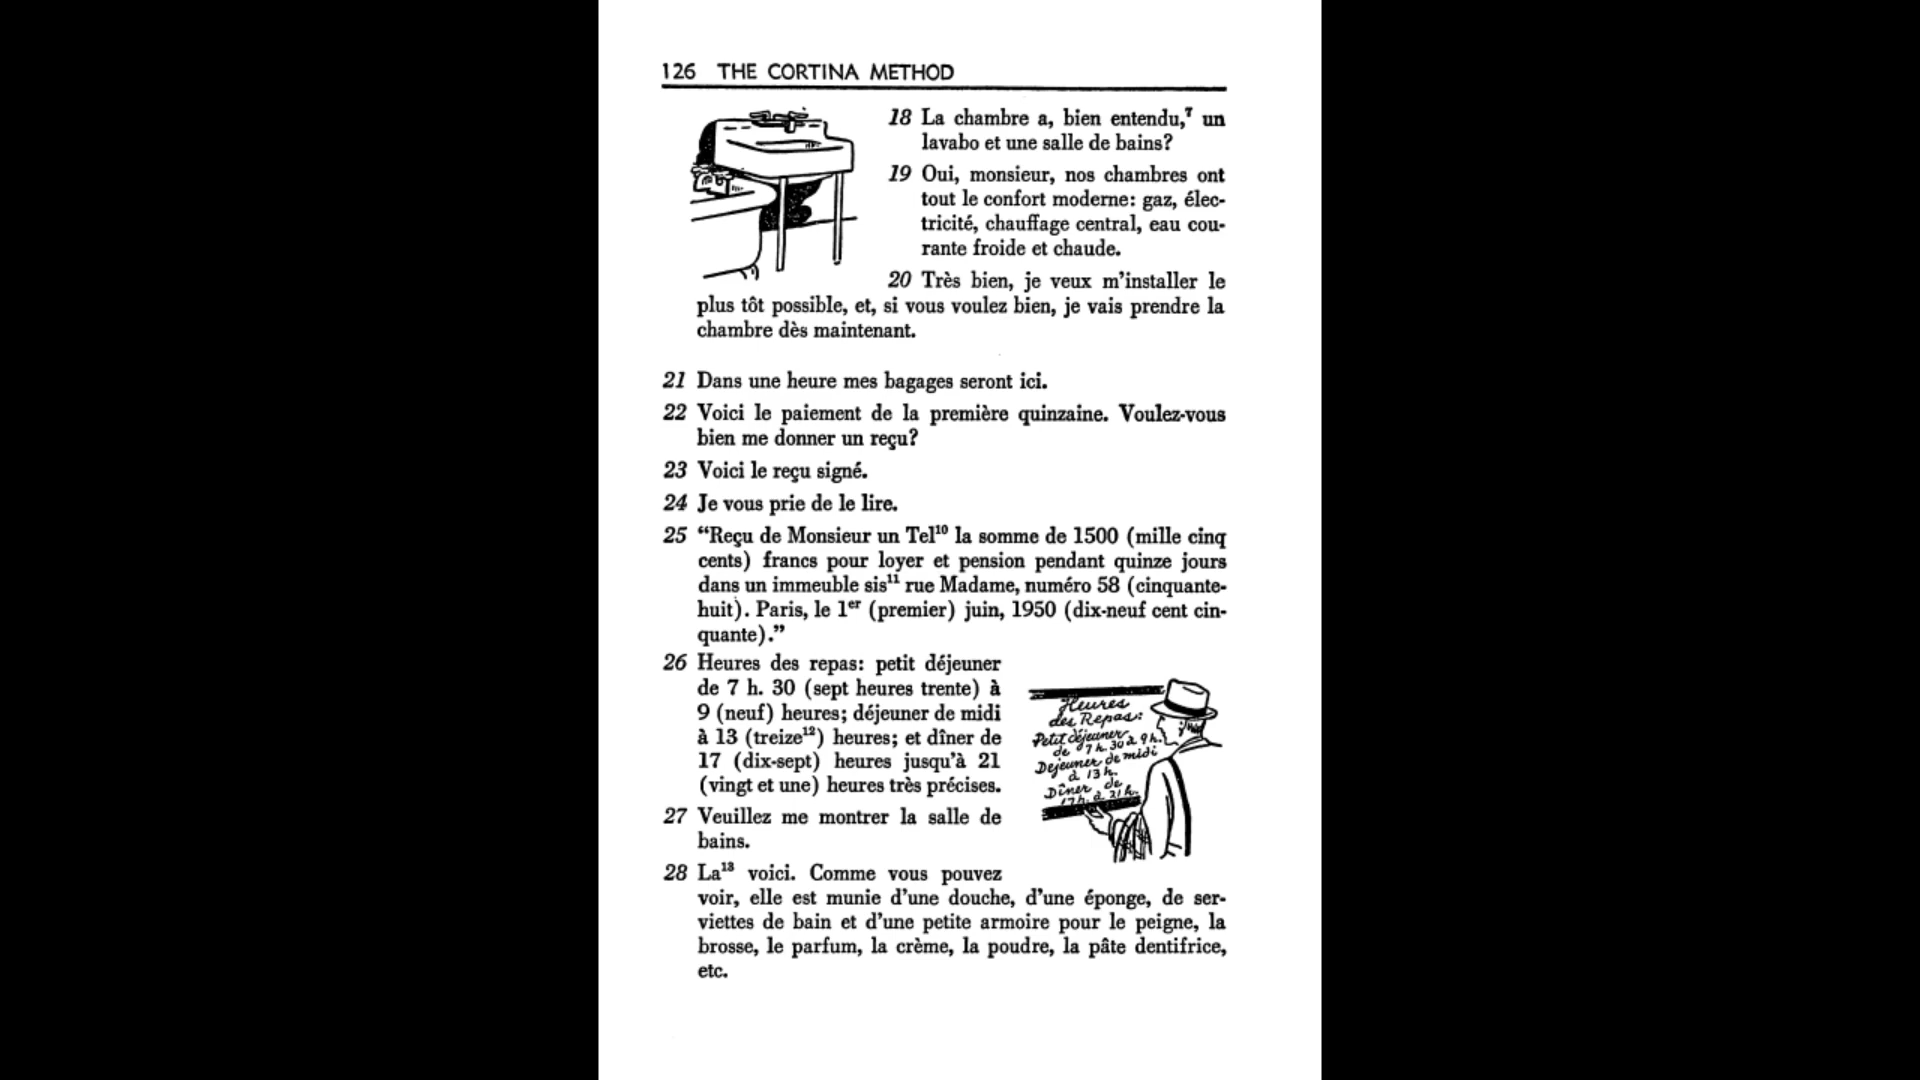 126 THE CORTINA METHOD
18 La chambre a, bien entendu,⁷ un
lavabo et une salle de bains?
19 Oui, monsieur, nos chambres ont
tout le confort moderne: gaz, élec-
tricité, chauffage central, eau cou-
rante froide et chaude.
20 Très bien, je veux m'installer le
plus tôt possible, et, si vous voulez bien, je vais prendre la
chambre dès maintenant.
21 Dans une heure mes bagages seront ici.
22 Voici le paiement de la première quinzaine. Voulez-vous
bien me donner un reçu?
23 Voici le reçu signé.
24 Je vous prie de le lire.
25 “Reçu de Monsieur un Tel¹⁰ la somme de 1500 (mille cinq
cents) francs pour loyer et pension pendant quinze jours
dans un immeuble sis¹¹ rue Madame, numéro 58 (cinquante-
huit). Paris, le 1er (premier) juin, 1950 (dix-neuf cent cin-
quante).”
26 Heures des repas: petit déjeuner
de 7 h. 30 (sept heures trente) à
9 (neuf) heures; déjeuner de midi
à 13 (treize¹²) heures; et dîner de
17 (dix-sept) heures jusqu'à 21
(vingt et une) heures très précises.
27 Veuillez me montrer la salle de
bains.
28 La¹³ voici. Comme vous pouvez
voir, elle est munie d'une douche, d'une éponge, de ser-
viettes de bain et d'une petite armoire pour le peigne, la
brosse, le parfum, la crème, la poudre, la pâte dentifrice,
etc.
Heures
des Repas:
Petit déjeuner
de 7 h. 30 à 9 h.
Dejeuner de midi
à 13 h.
Dîner de
17 h. à 21 h.